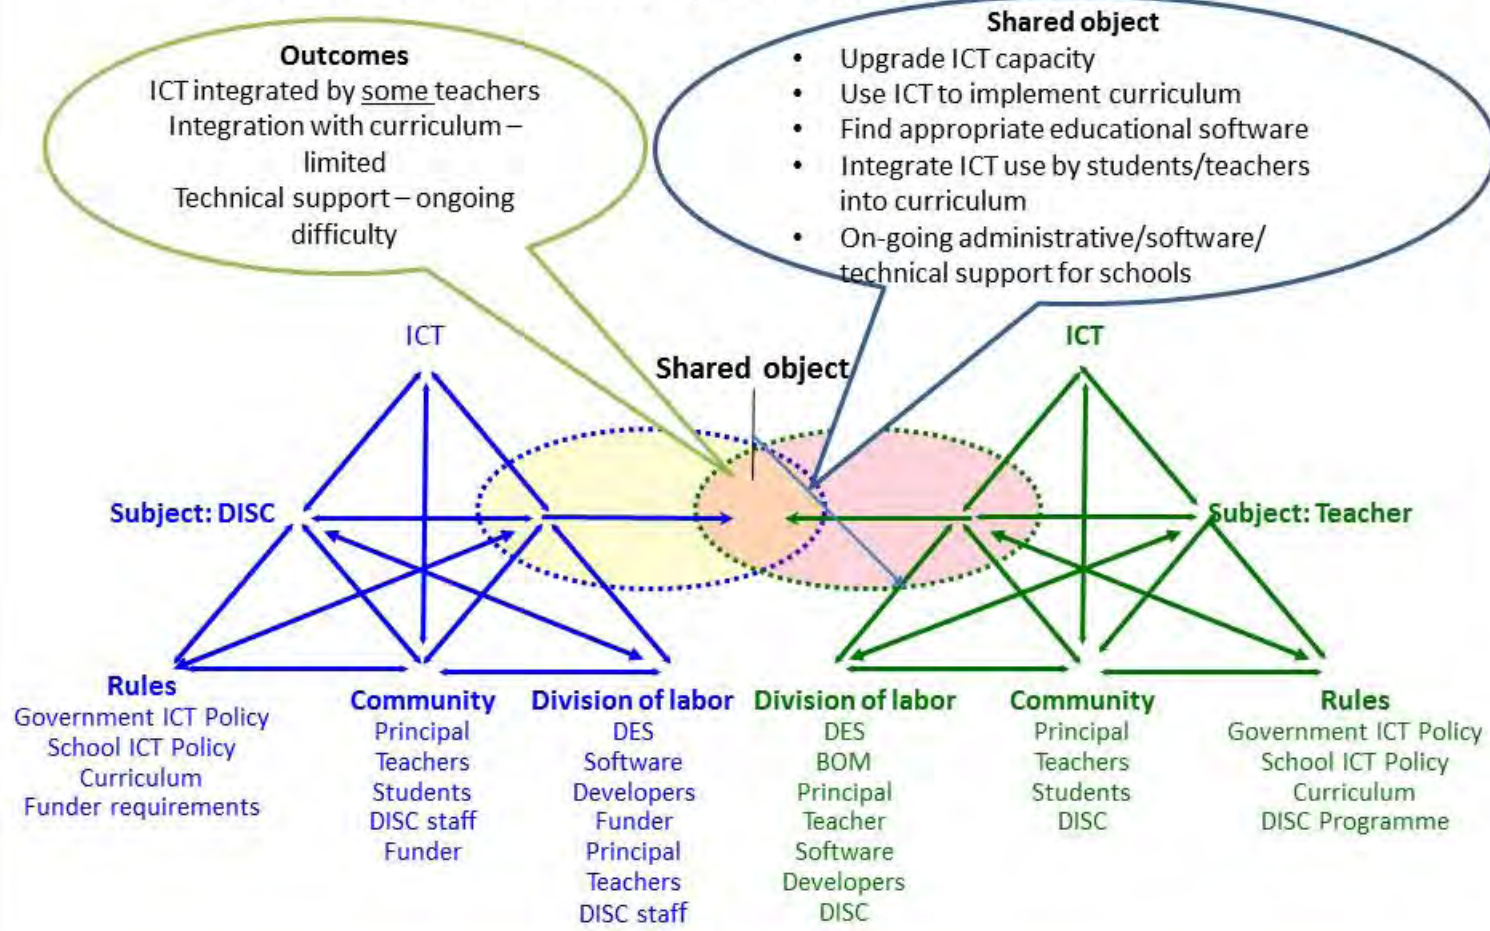 Outcomes
ICT integrated by some teachers
Integration with curriculum –
limited
Technical support – ongoing
difficulty
Shared object
• Upgrade ICT capacity
• Use ICT to implement curriculum
• Find appropriate educational software
• Integrate ICT use by students/teachers
into curriculum
• On-going administrative/software/
technical support for schools
ICT
Shared object
ICT
Subject: DISC
Subject: Teacher
Rules
Government ICT Policy
School ICT Policy
Curriculum
Funder requirements
Community
Principal
Teachers
Students
DISC staff
Funder
Division of labor
DES
Software
Developers
Funder
Principal
Teachers
DISC staff
Division of labor
DES
BOM
Principal
Teacher
Software
Developers
DISC
Community
Principal
Teachers
Students
DISC
Rules
Government ICT Policy
School ICT Policy
Curriculum
DISC Programme